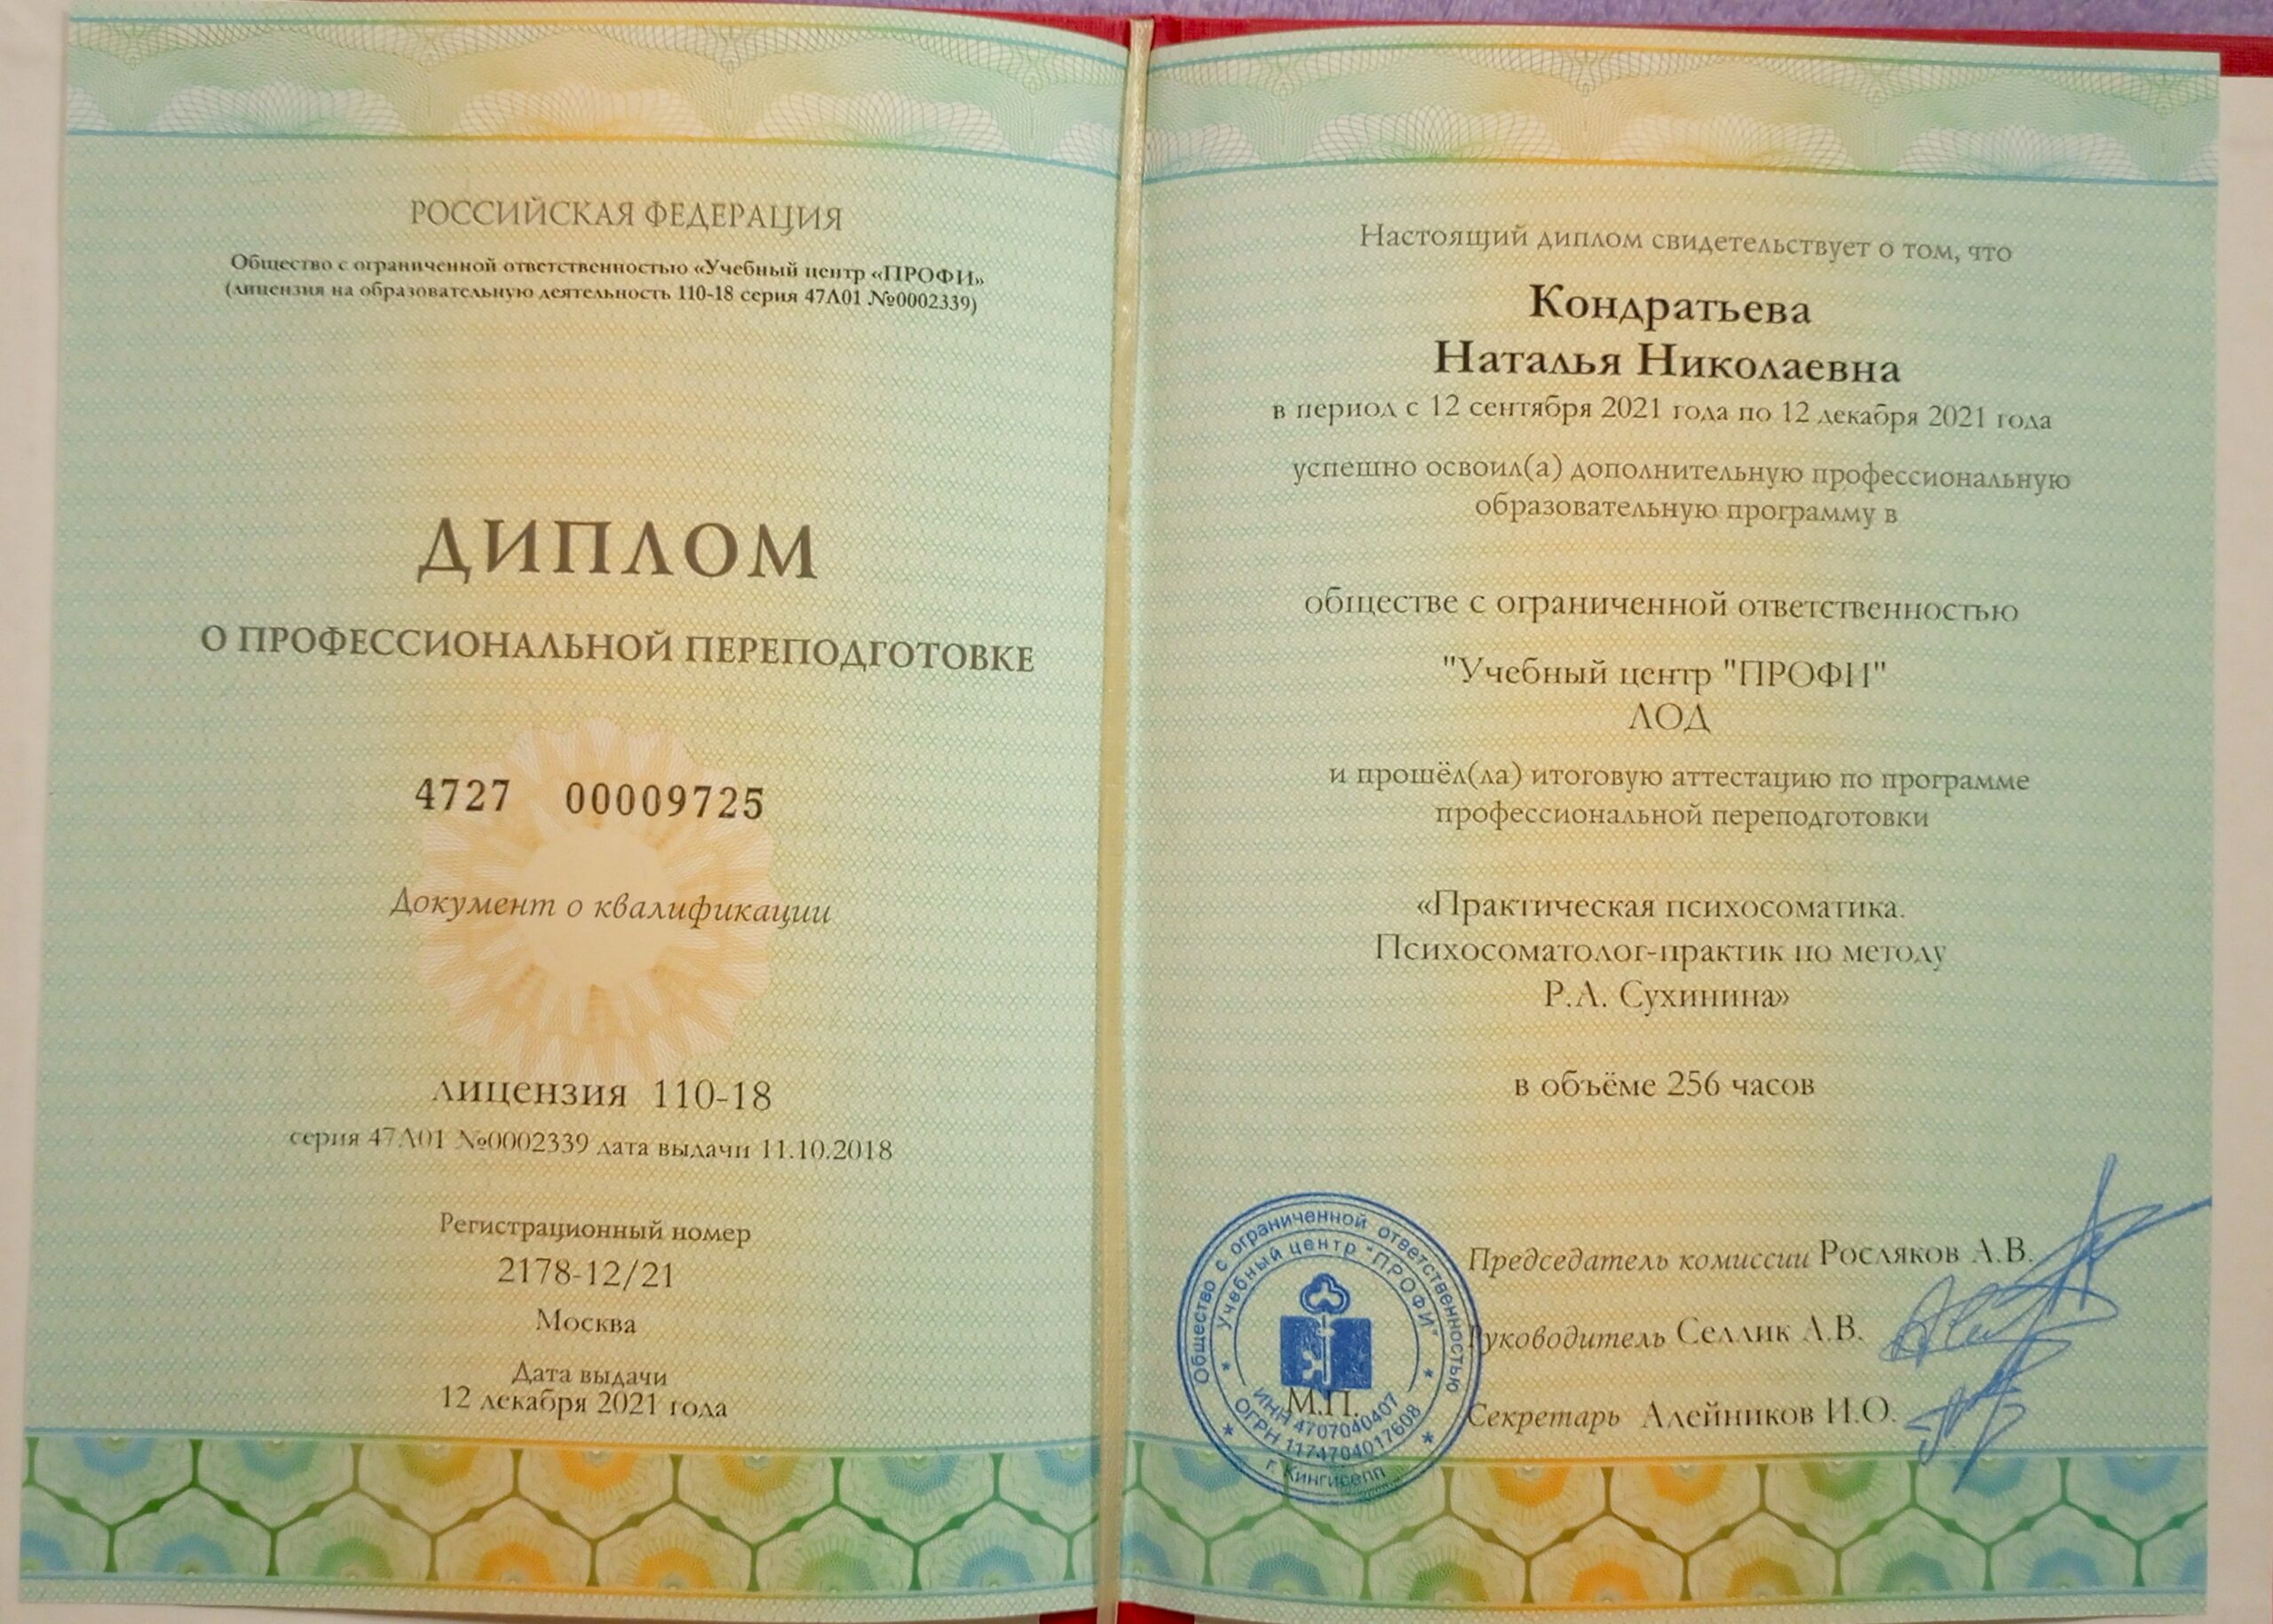 РОССИЙСКАЯ ФЕДЕРАЦИЯ
Общество с ограниченной ответственностью «Учебный центр «ПРОФИ»
(лицензия на образовательную деятельность 110-18 серия 47Л01 №0002339)
ДИПЛОМ
О ПРОФЕССИОНАЛЬНОЙ ПЕРЕПОДГОТОВКЕ
4727 00009725
Документ о квалификации
лицензия 110-18
серия 47Л01 №0002339 дата выдачи 11.10.2018
Регистрационный номер
2178-12/21
Москва
Дата выдачи
12 декабря 2021 года
Настоящий диплом свидетельствует о том, что
Кондратьева
Наталья Николаевна
в период с 12 сентября 2021 года по 12 декабря 2021 года
успешно освоил(а) дополнительную профессиональную
образовательную программу в
обществе с ограниченной ответственностью
"Учебный центр "ПРОФИ"
ЛОД
и прошёл(ла) итоговую аттестацию по программе
профессиональной переподготовки
«Практическая психосоматика.
Психосоматолог-практик по методу
Р.А. Сухинина»
в объёме 256 часов
Председатель комиссии Росляков А.В.
Руководитель Селлик А.В.
Секретарь Алейников И.О.
М.П.
Общество с ограниченной ответственностью
Учебный центр "ПРОФИ"
ИНН 4707040407
ОГРН 1174704017608
г. Кингисепп